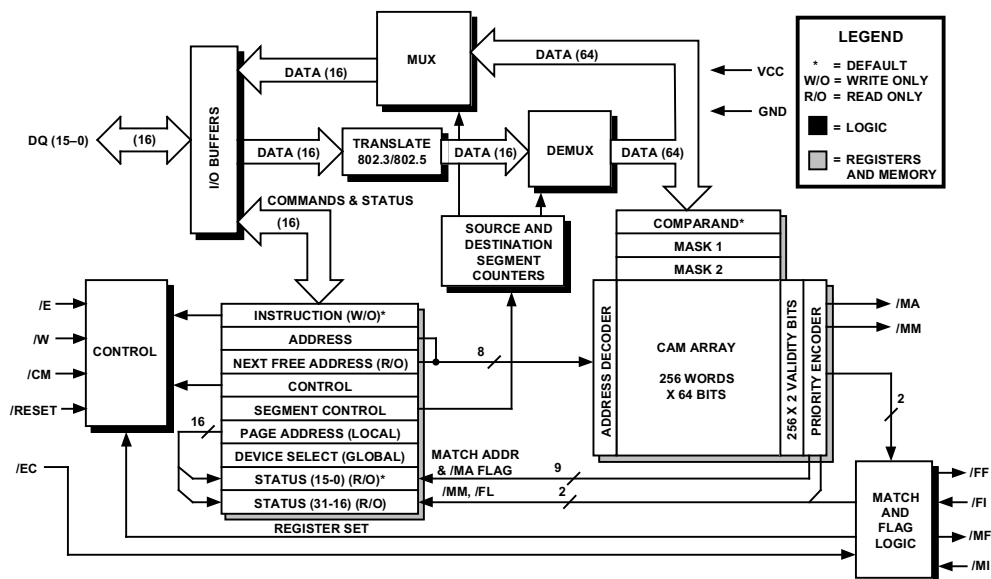 MUX
DATA (16)
DATA (64)
VCC
GND
LEGEND
* = DEFAULT
W/O = WRITE ONLY
R/O = READ ONLY
= LOGIC
= REGISTERS
AND MEMORY
DQ (15–0)
(16)
I/O BUFFERS
DATA (16)
TRANSLATE
802.3/802.5
DATA (16)
DEMUX
DATA (64)
COMMANDS & STATUS
(16)
SOURCE AND
DESTINATION
SEGMENT
COUNTERS
COMPARAND*
MASK 1
MASK 2
/E
/W
/CM
/RESET
CONTROL
INSTRUCTION (W/O)*
ADDRESS
NEXT FREE ADDRESS (R/O)
CONTROL
SEGMENT CONTROL
PAGE ADDRESS (LOCAL)
DEVICE SELECT (GLOBAL)
STATUS (15-0) (R/O)*
STATUS (31-16) (R/O)
16
REGISTER SET
8
ADDRESS DECODER
CAM ARRAY
256 WORDS
X 64 BITS
256 X 2 VALIDITY BITS
PRIORITY ENCODER
/MA
/MM
2
MATCH ADDR
& /MA FLAG
9
/MM, /FL
2
/EC
MATCH
AND
FLAG
LOGIC
/FF
/FI
/MF
/MI